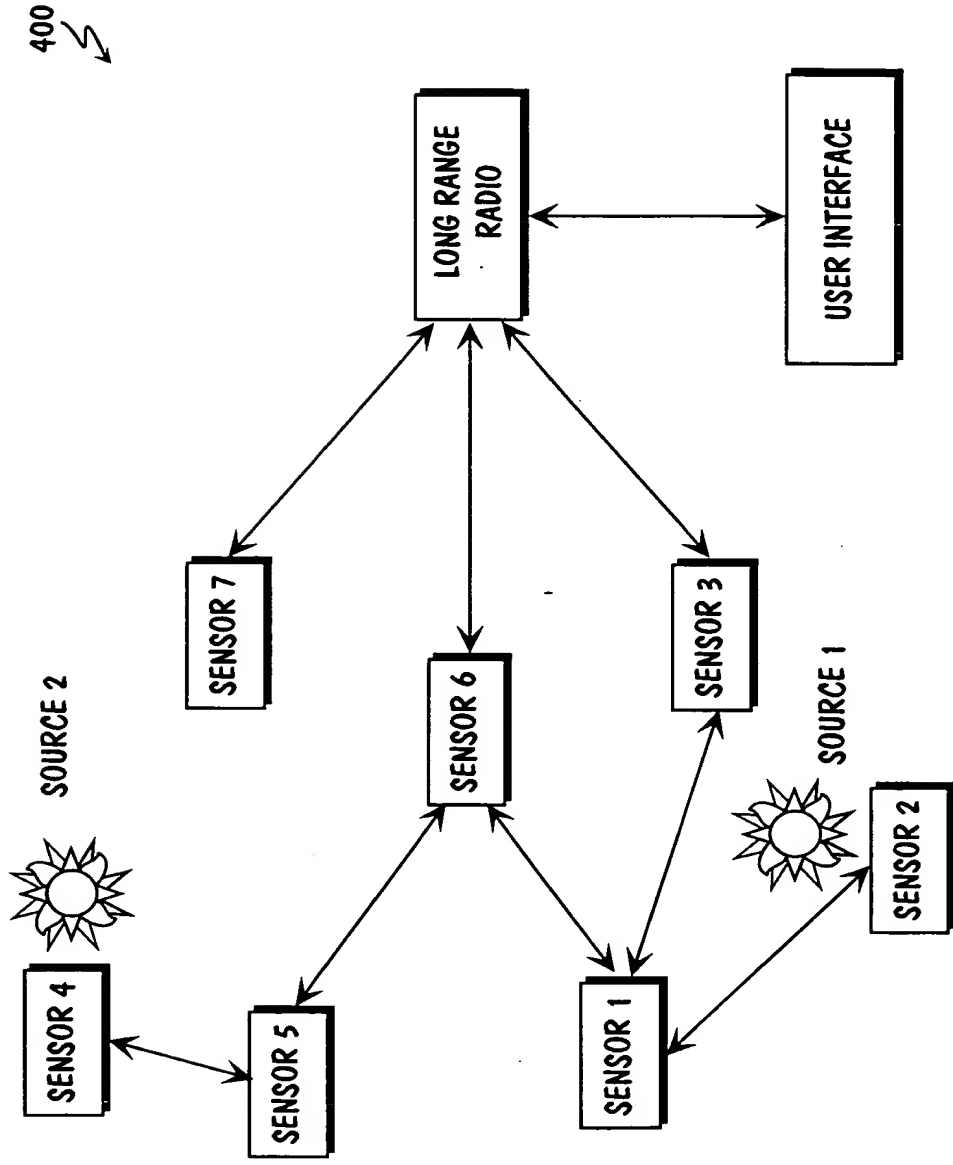 400
SOURCE 2
SENSOR 4
SENSOR 7
SENSOR 5
LONG RANGE
RADIO
SENSOR 6
SENSOR 1
SENSOR 3
SOURCE 1
USER INTERFACE
SENSOR 2